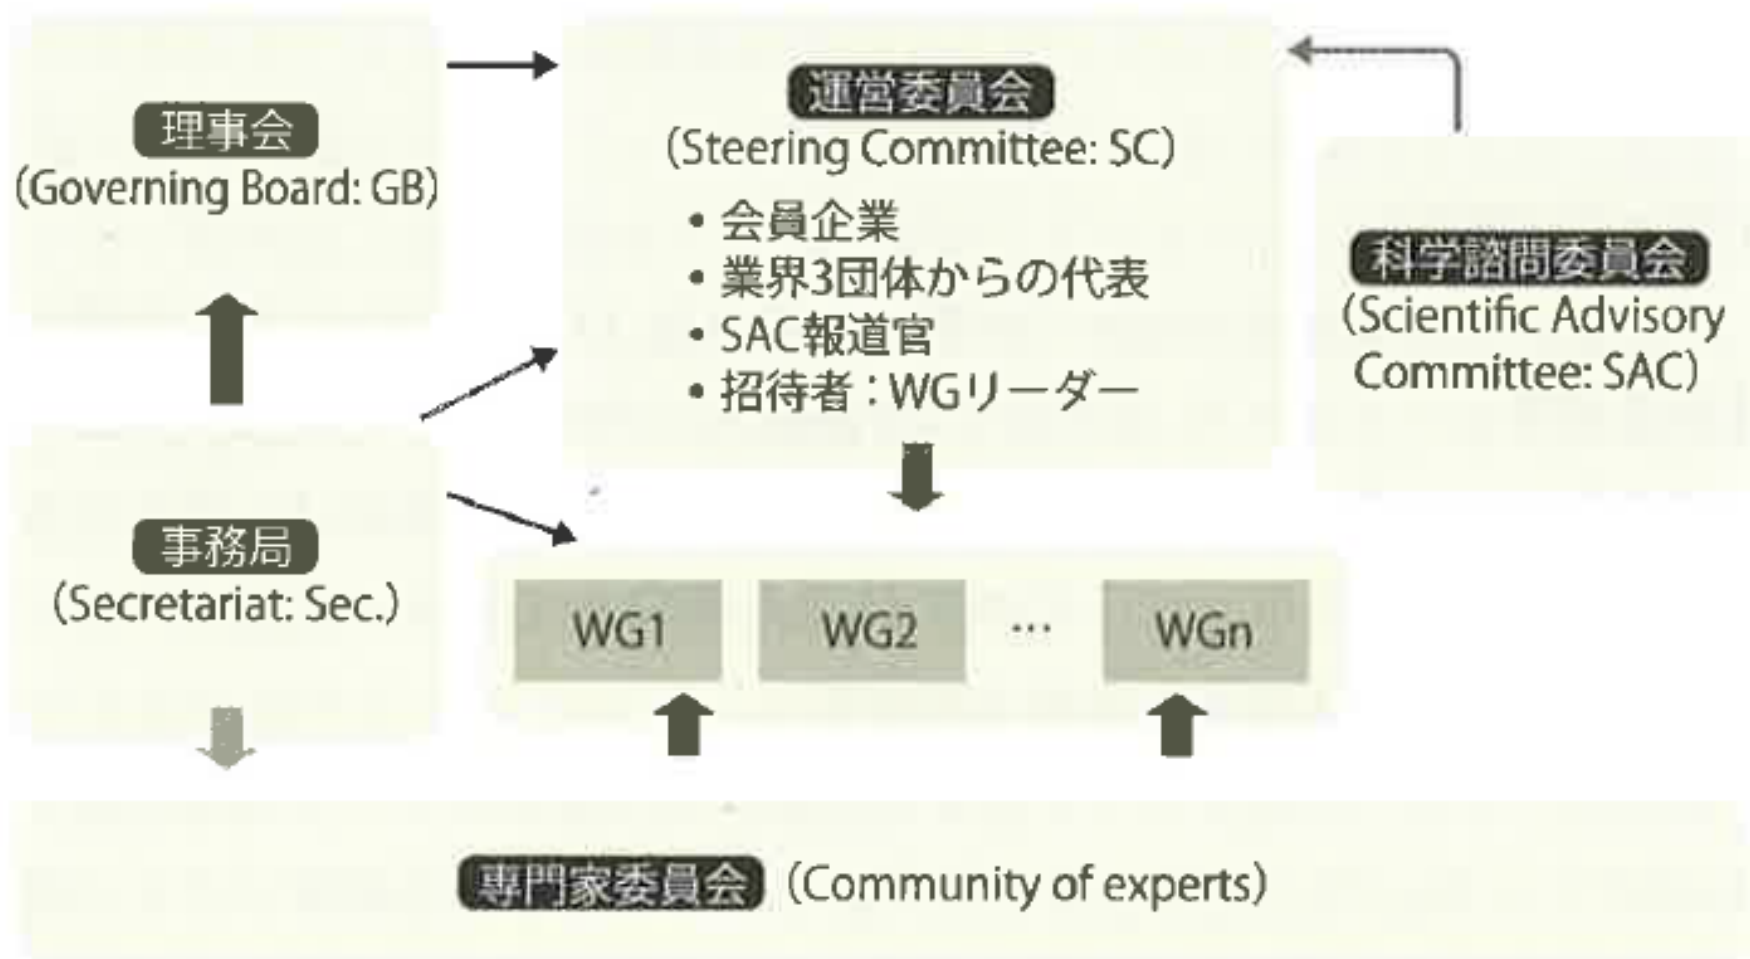 理事会
(Governing Board: GB)
運営委員会
(Steering Committee: SC)
• 会員企業
• 業界3団体からの代表
• SAC報道官
• 招待者：WGリーダー
科学諮問委員会
(Scientific Advisory
Committee: SAC)
事務局
(Secretariat: Sec.)
WG1
WG2
…
WGn
専門家委員会 (Community of experts)